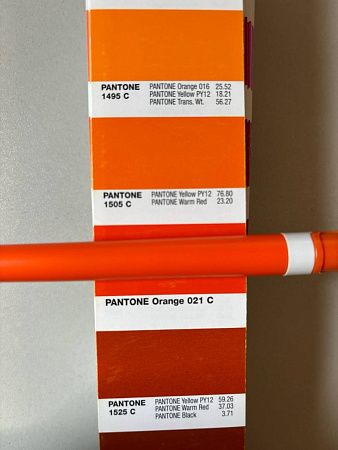 PANTONE
1495 C
PANTONE Orange 016 25.52
PANTONE Yellow PY12 18.21
PANTONE Trans. Wt. 56.27
PANTONE
1505 C
PANTONE Yellow PY12 76.80
PANTONE Warm Red 23.20
PANTONE Orange 021 C
PANTONE
1525 C
PANTONE Yellow PY12 59.26
PANTONE Warm Red 37.03
PANTONE Black 3.71